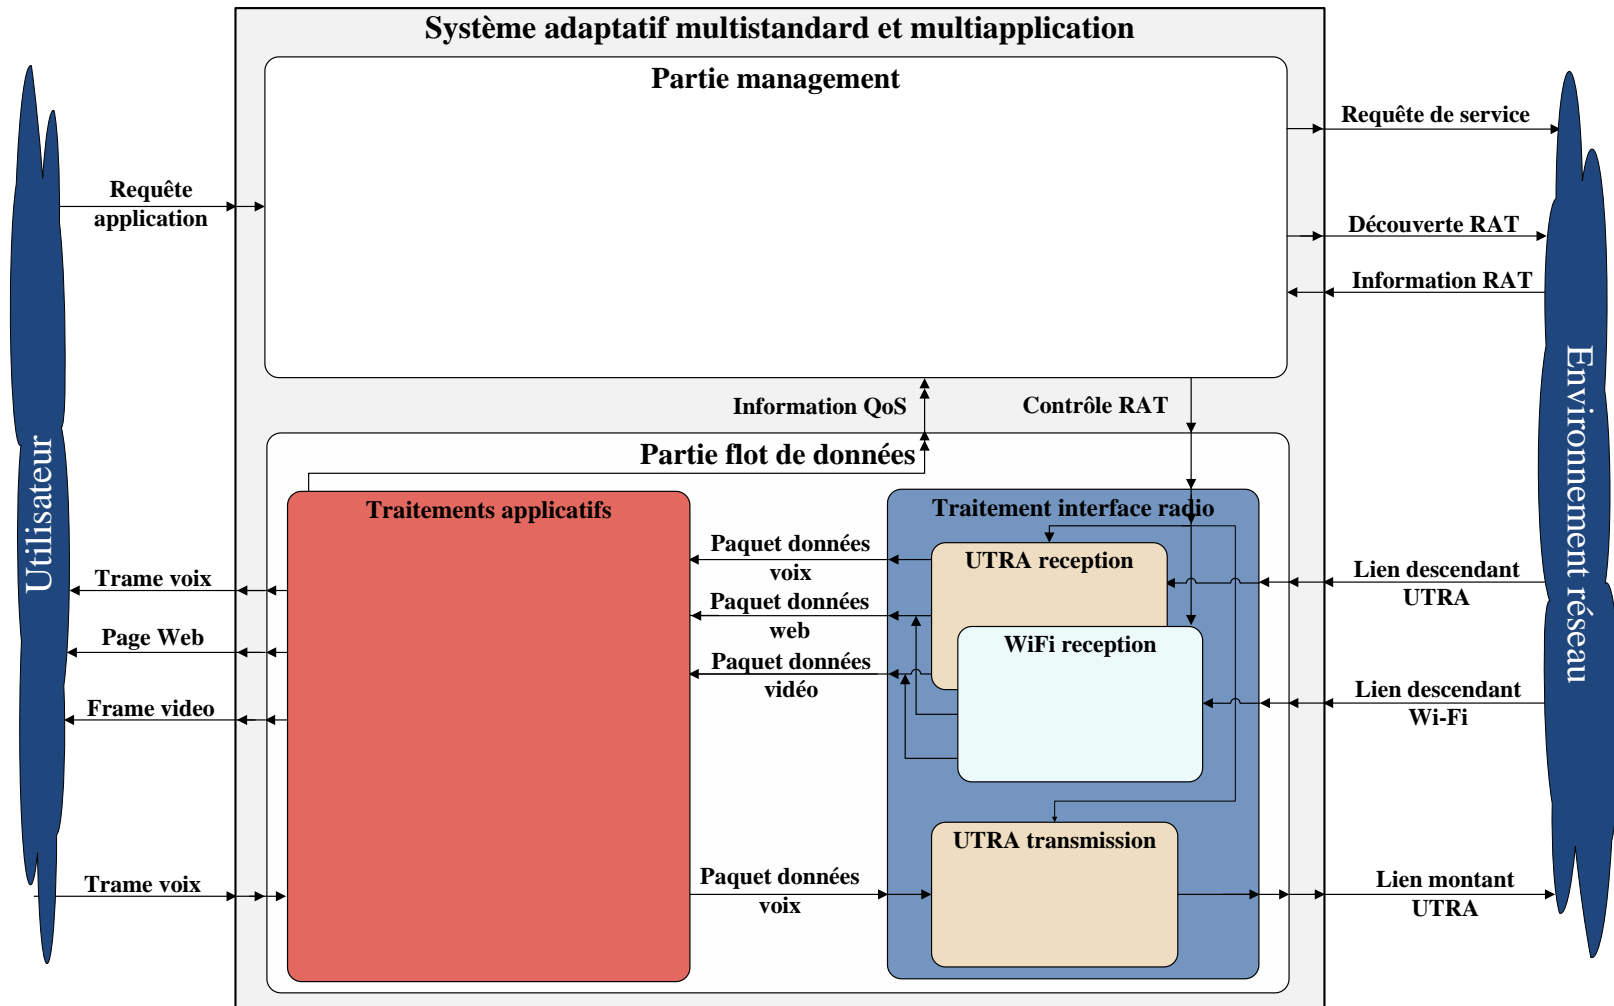 Système adaptatif multistandard et multiapplication
Partie management
Requête de service
Requête
application
Découverte RAT
Information RAT
Information QoS
Contrôle RAT
Utilisateur
Environnement réseau
Partie flot de données
Traitements applicatifs
Traitement interface radio
Paquet données
voix
UTRA reception
Trame voix
Lien descendant
UTRA
Paquet données
web
Page Web
WiFi reception
Paquet données
vidéo
Lien descendant
Wi-Fi
Frame video
UTRA transmission
Trame voix
Paquet données
voix
Lien montant
UTRA